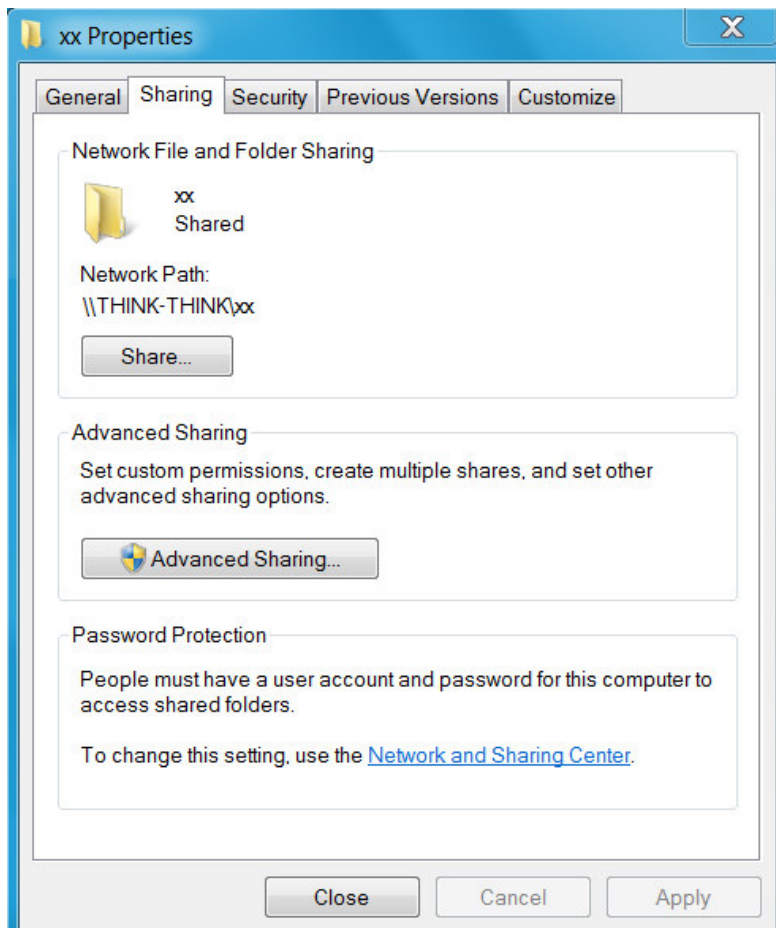 xx Properties
X
General Sharing Security Previous Versions Customize
Network File and Folder Sharing
xx
Shared
Network Path:
\\THINK-THINK\xx
Share...
Advanced Sharing
Set custom permissions, create multiple shares, and set other
advanced sharing options.
Advanced Sharing...
Password Protection
People must have a user account and password for this computer to
access shared folders.
To change this setting, use the Network and Sharing Center.
Close Cancel Apply